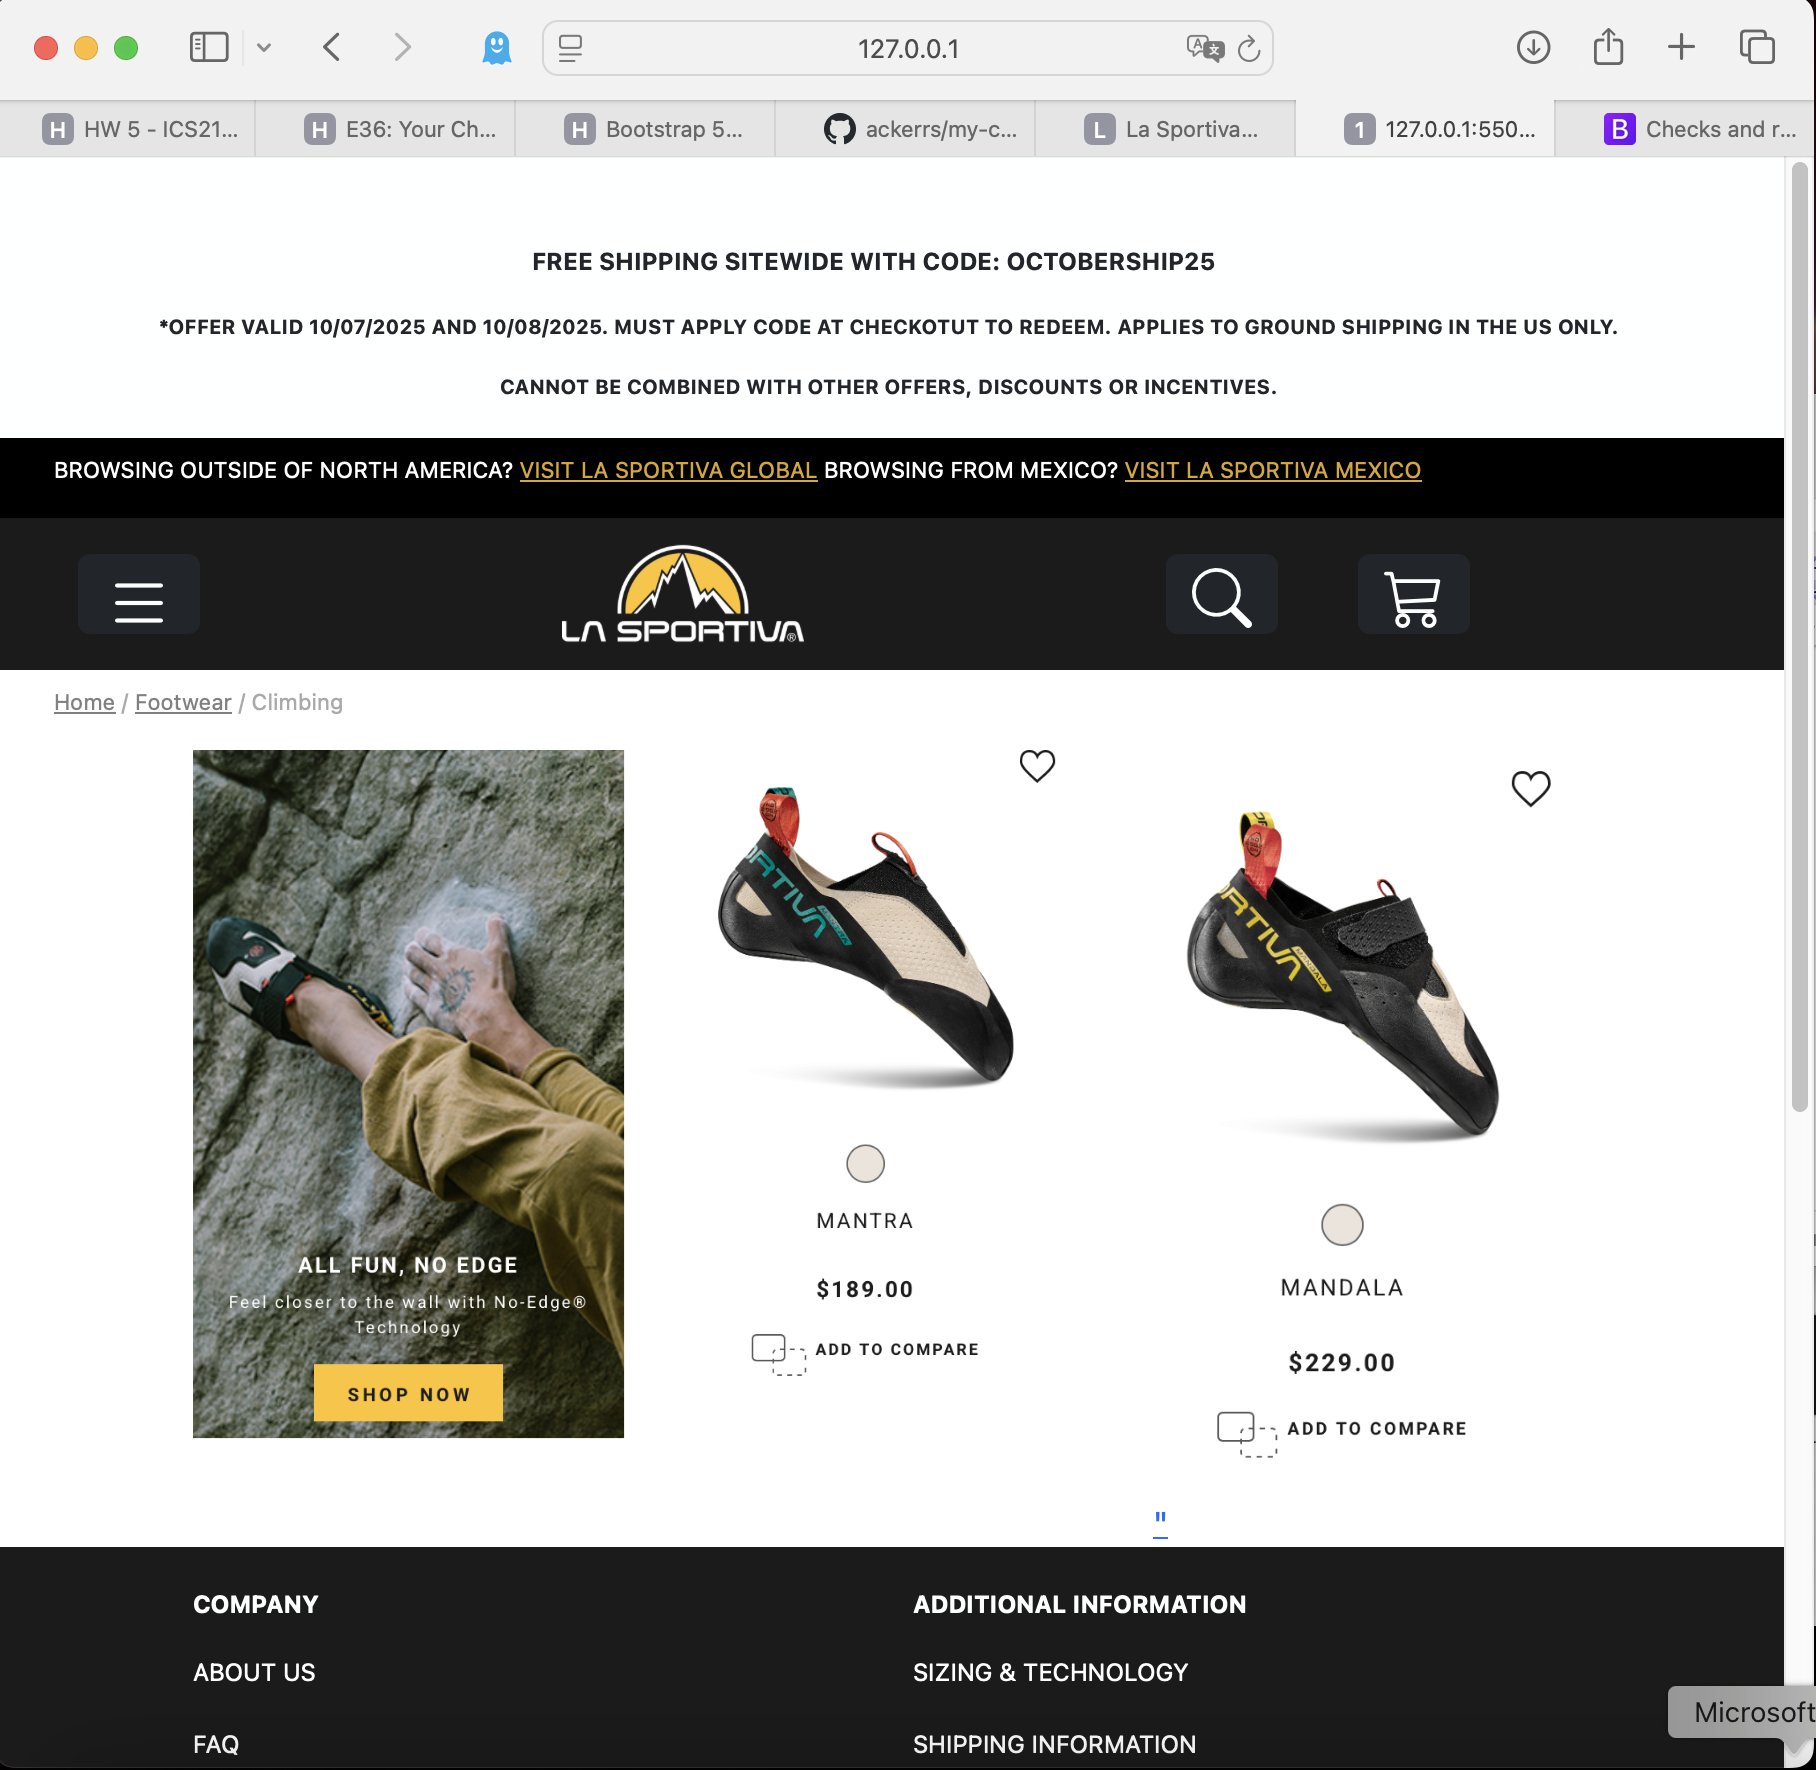 127.0.0.1
H HW 5 - ICS21...
H E36: Your Ch...
H Bootstrap 5...
ackerrs/my-c...
L La Sportiva...
1 127.0.0.1:550...
B Checks and r...
FREE SHIPPING SITEWIDE WITH CODE: OCTOBERSHIP25
*OFFER VALID 10/07/2025 AND 10/08/2025. MUST APPLY CODE AT CHECKOTUT TO REDEEM. APPLIES TO GROUND SHIPPING IN THE US ONLY.
CANNOT BE COMBINED WITH OTHER OFFERS, DISCOUNTS OR INCENTIVES.
BROWSING OUTSIDE OF NORTH AMERICA? VISIT LA SPORTIVA GLOBAL BROWSING FROM MEXICO? VISIT LA SPORTIVA MEXICO
LA SPORTIVA®
Home / Footwear / Climbing
ALL FUN, NO EDGE
Feel closer to the wall with No-Edge®
Technology
SHOP NOW
ORTIVA
MANTRA
MANTRA
$189.00
ADD TO COMPARE
ORTIVA
MANDALA
MANDALA
$229.00
ADD TO COMPARE
"
COMPANY
ABOUT US
FAQ
ADDITIONAL INFORMATION
SIZING & TECHNOLOGY
SHIPPING INFORMATION
Microsoft